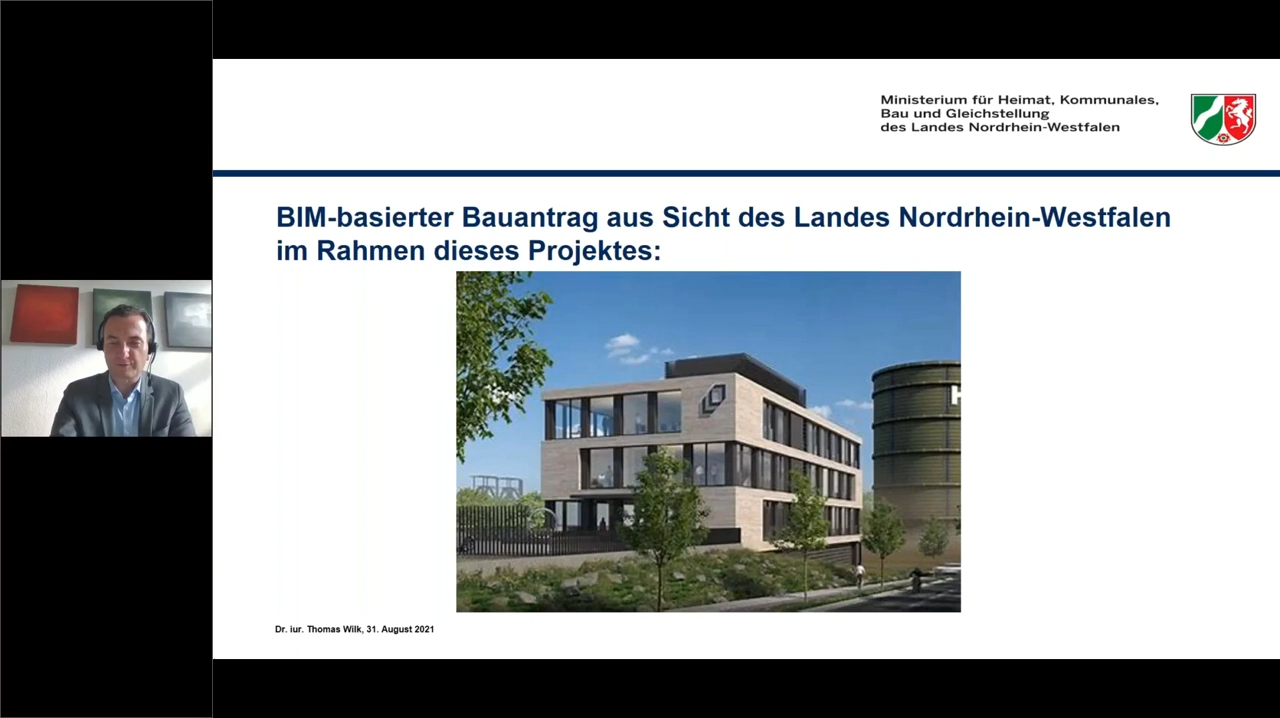 Ministerium für Heimat, Kommunales,
Bau und Gleichstellung
des Landes Nordrhein-Westfalen
BIM-basierter Bauantrag aus Sicht des Landes Nordrhein-Westfalen
im Rahmen dieses Projektes:
H
Dr. iur. Thomas Wilk, 31. August 2021